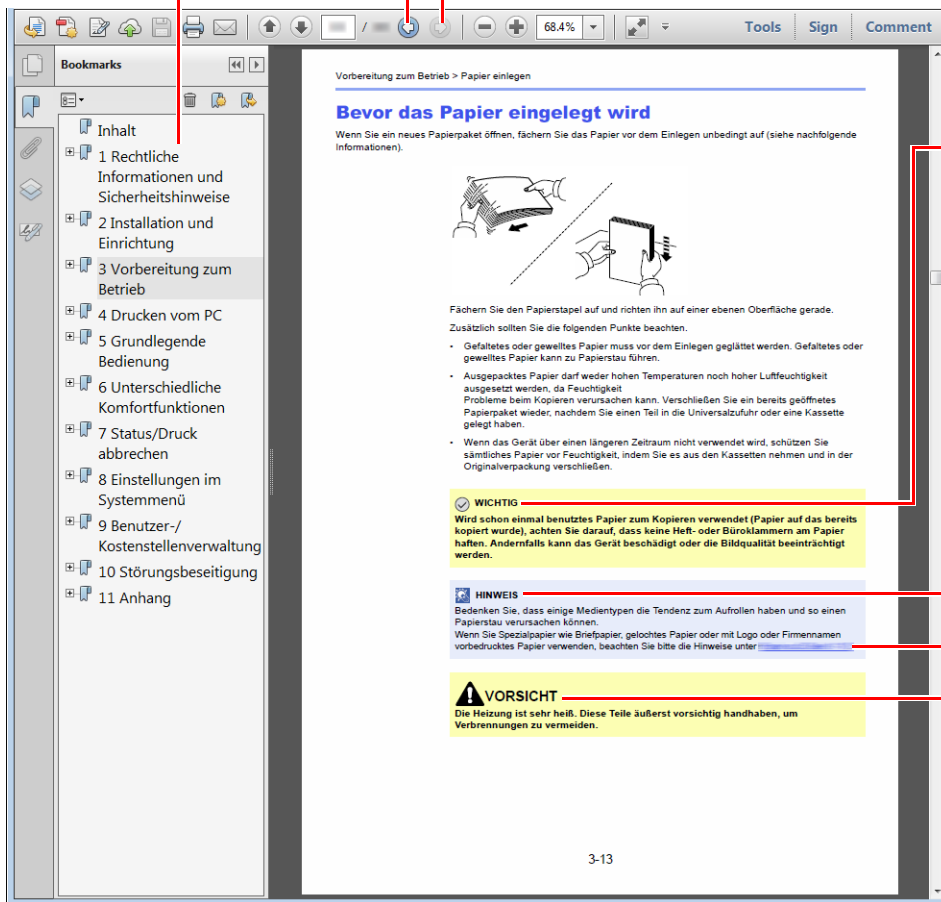 /
68.4%
Tools
Sign
Comment
Bookmarks
Inhalt
1 Rechtliche
Informationen und
Sicherheitshinweise
2 Installation und
Einrichtung
3 Vorbereitung zum
Betrieb
4 Drucken vom PC
5 Grundlegende
Bedienung
6 Unterschiedliche
Komfortfunktionen
7 Status/Druck
abbrechen
8 Einstellungen im
Systemmenü
9 Benutzer-/
Kostenstellenverwaltung
10 Störungsbeseitigung
11 Anhang
Vorbereitung zum Betrieb > Papier einlegen
Bevor das Papier eingelegt wird
Wenn Sie ein neues Papierpaket öffnen, fächern Sie das Papier vor dem Einlegen unbedingt auf (siehe nachfolgende
Informationen).
Fächern Sie den Papierstapel auf und richten ihn auf einer ebenen Oberfläche gerade.
Zusätzlich sollten Sie die folgenden Punkte beachten.
• Gefaltetes oder gewelltes Papier muss vor dem Einlegen geglättet werden. Gefaltetes oder
gewelltes Papier kann zu Papierstau führen.
• Ausgepacktes Papier darf weder hohen Temperaturen noch hoher Luftfeuchtigkeit
ausgesetzt werden, da Feuchtigkeit
Probleme beim Kopieren verursachen kann. Verschließen Sie ein bereits geöffnetes
Papierpaket wieder, nachdem Sie einen Teil in die Universalzufuhr oder eine Kassette
gelegt haben.
• Wenn das Gerät über einen längeren Zeitraum nicht verwendet wird, schützen Sie
sämtliches Papier vor Feuchtigkeit, indem Sie es aus den Kassetten nehmen und in der
Originalverpackung verschließen.
WICHTIG
Wird schon einmal benutztes Papier zum Kopieren verwendet (Papier auf das bereits
kopiert wurde), achten Sie darauf, dass keine Heft- oder Büroklammern am Papier
haften. Andernfalls kann das Gerät beschädigt oder die Bildqualität beeinträchtigt
werden.
HINWEIS
Bedenken Sie, dass einige Medientypen die Tendenz zum Aufrollen haben und so einen
Papierstau verursachen können.
Wenn Sie Spezialpapier wie Briefpapier, gelochtes Papier oder mit Logo oder Firmennamen
vorbedrucktes Papier verwenden, beachten Sie bitte die Hinweise unter
VORSICHT
Die Heizung ist sehr heiß. Diese Teile äußerst vorsichtig handhaben, um
Verbrennungen zu vermeiden.
3-13